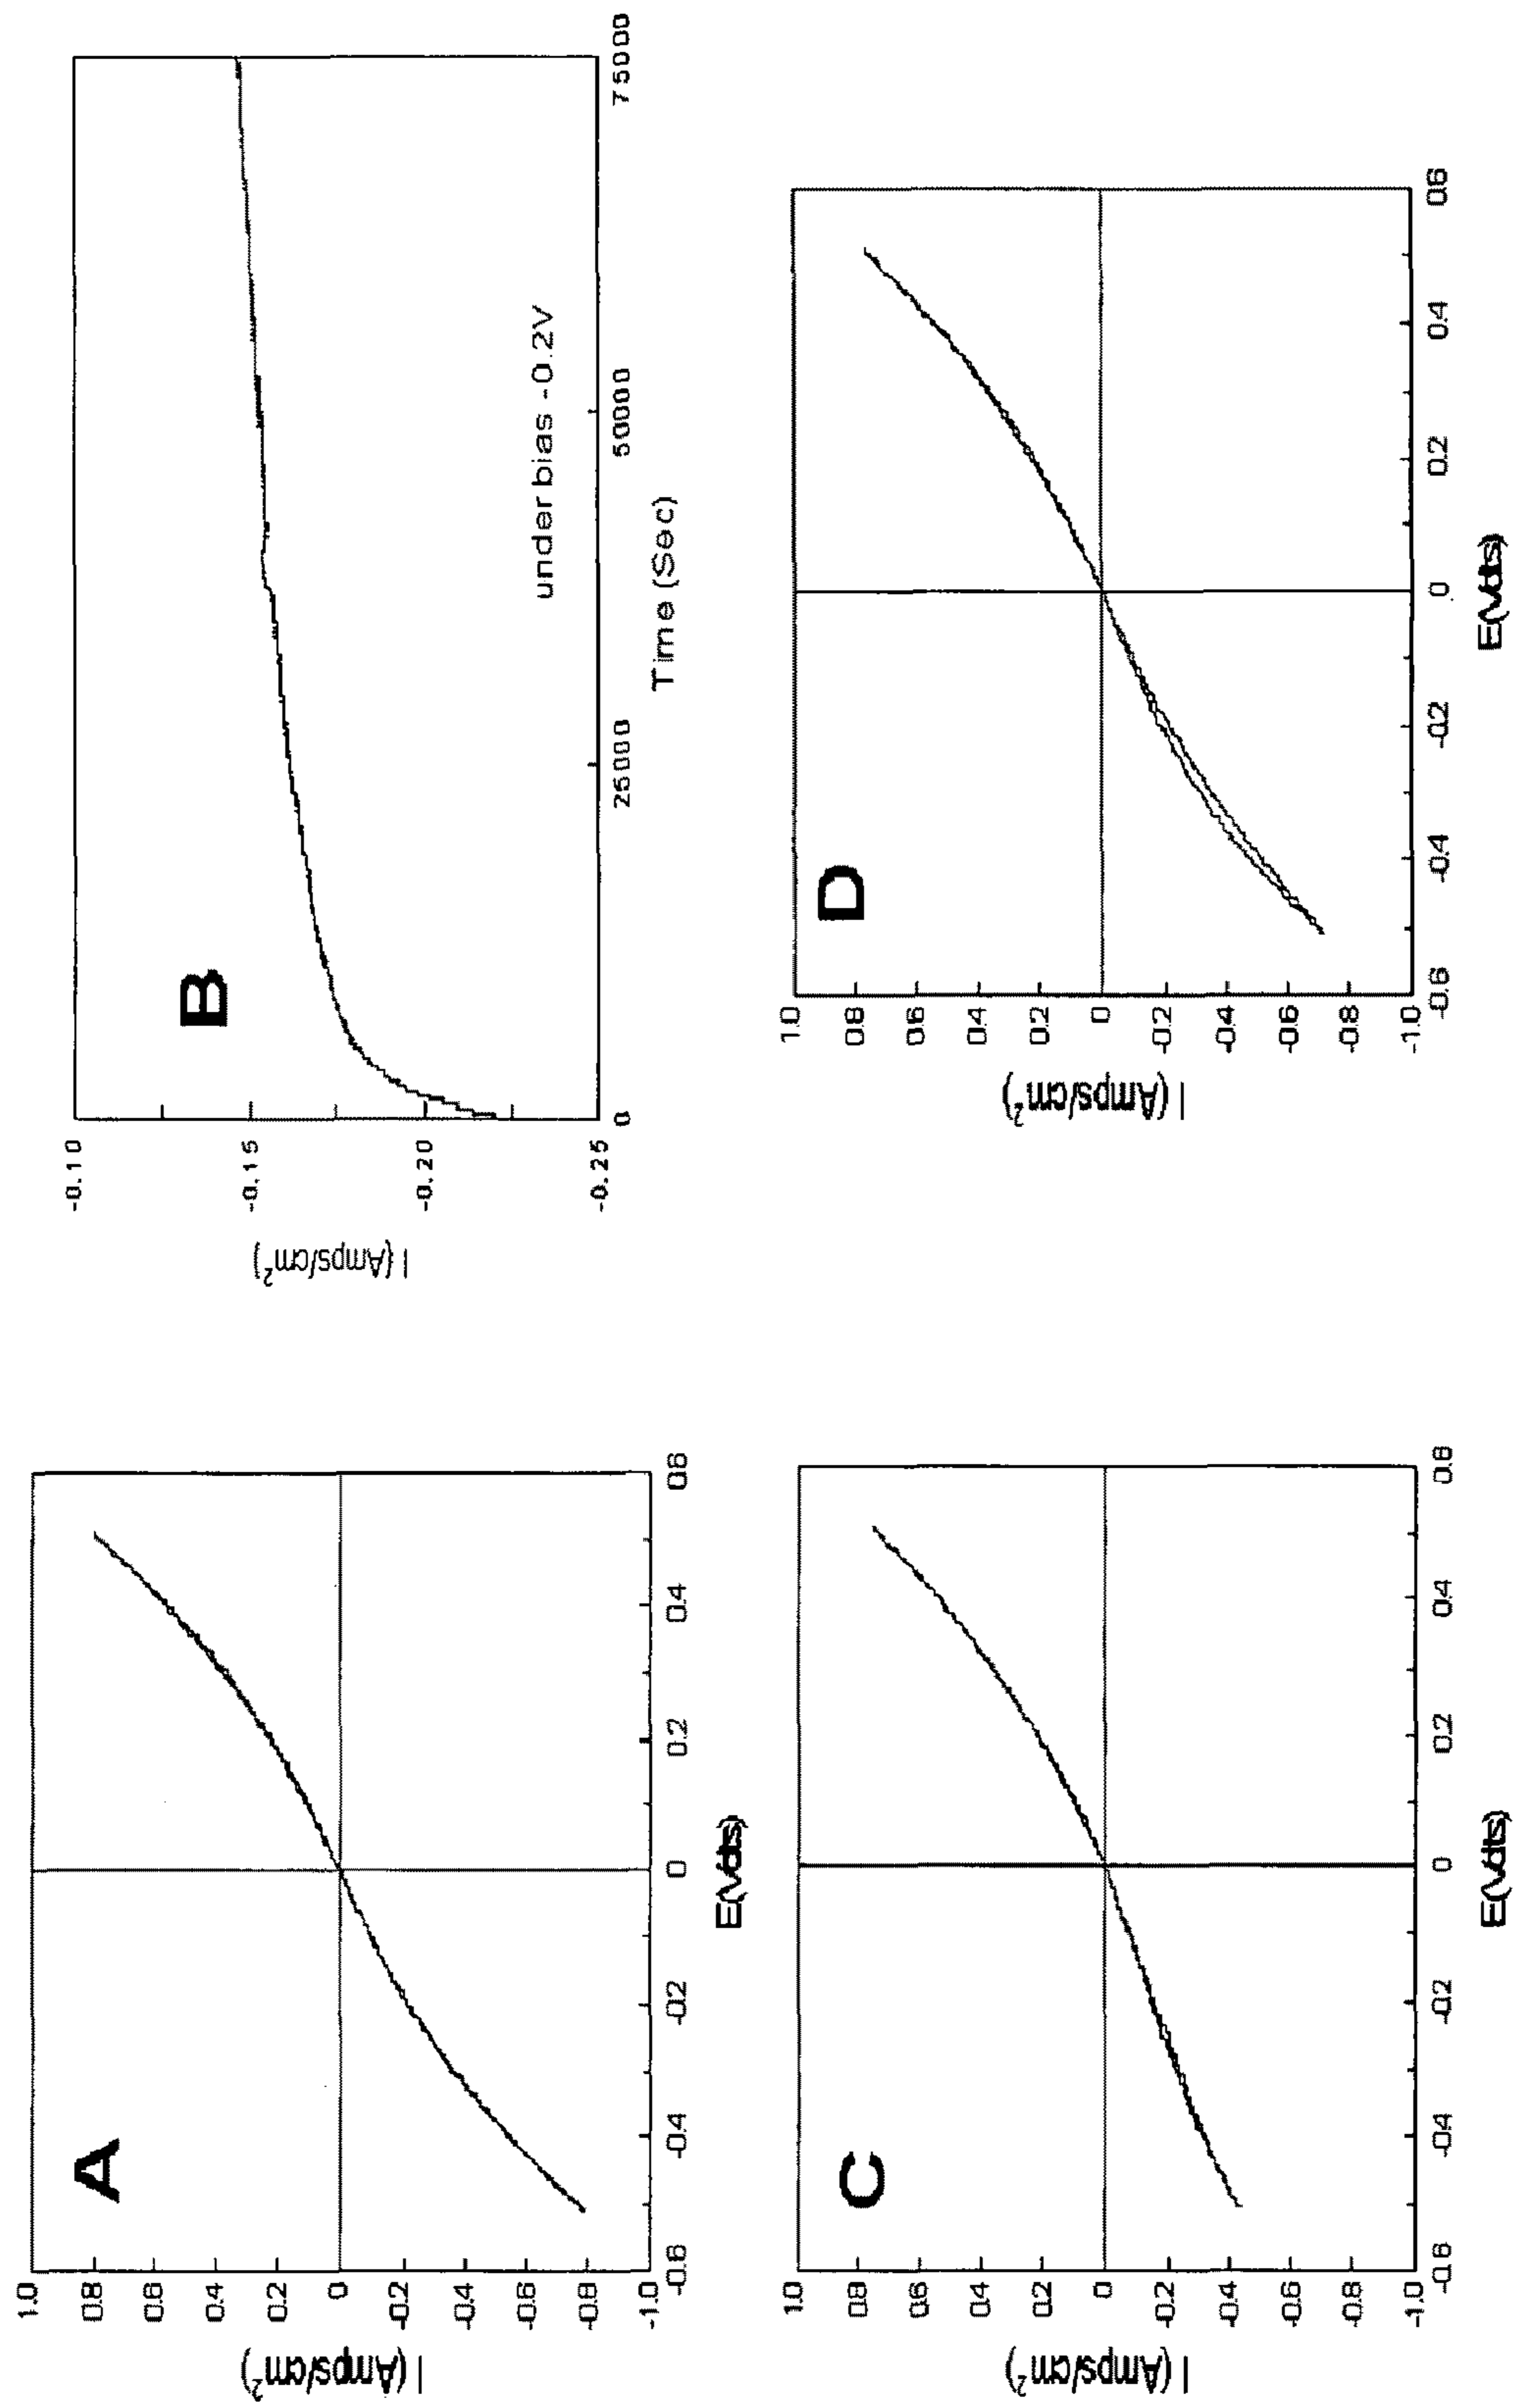 A
I (Amps/cm²)
1.0
0.8
0.6
0.4
0.2
0
-0.2
-0.4
-0.6
-0.8
-1.0
-0.6 -0.4 -0.2 0 0.2 0.4 0.6
E(Volts)
B
I (Amps/cm²)
-0.10
-0.15
-0.20
-0.25
under bias -0.2V
0 25000 50000 75000
Time (Sec)
C
I (Amps/cm²)
1.0
0.8
0.6
0.4
0.2
0
-0.2
-0.4
-0.6
-0.8
-1.0
-0.6 -0.4 -0.2 0 0.2 0.4 0.6
E(Volts)
D
I (Amps/cm²)
1.0
0.8
0.6
0.4
0.2
0
-0.2
-0.4
-0.6
-0.8
-1.0
-0.6 -0.4 -0.2 0 0.2 0.4 0.6
E(Volts)